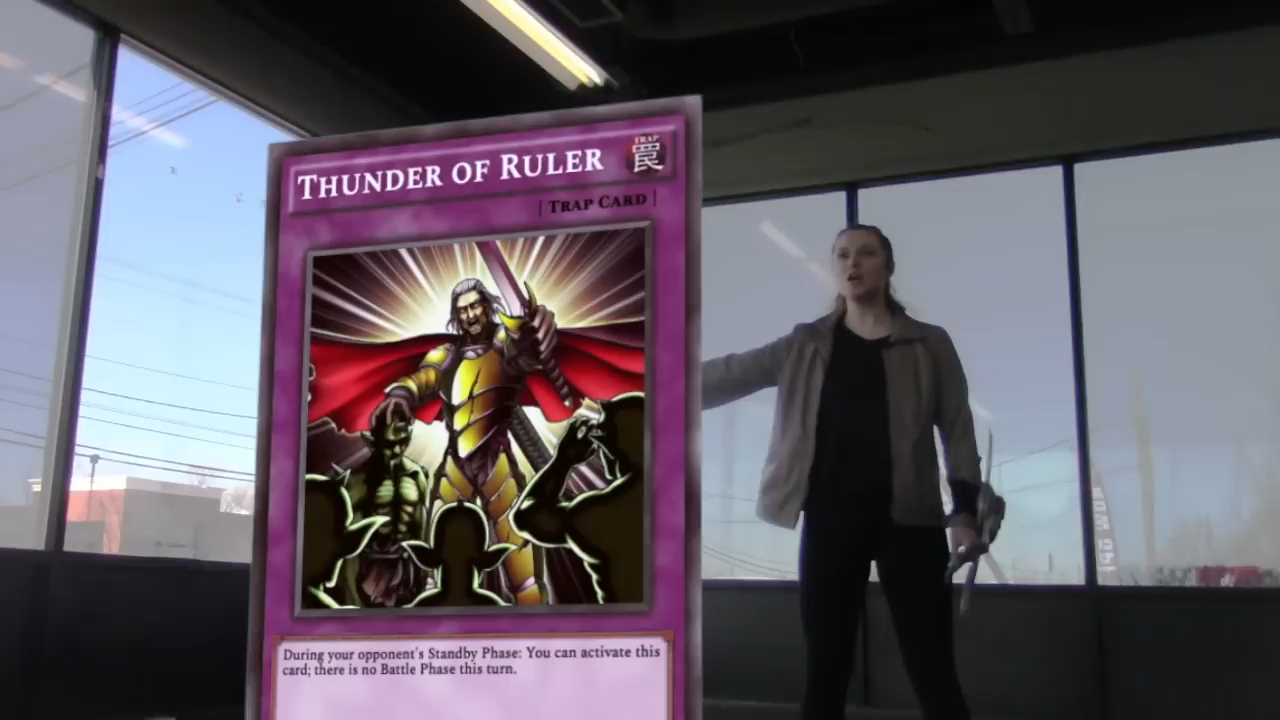 THUNDER OF RULER
TRAP
罠
| TRAP CARD |
During your opponent's Standby Phase: You can activate this
card; there is no Battle Phase this turn.